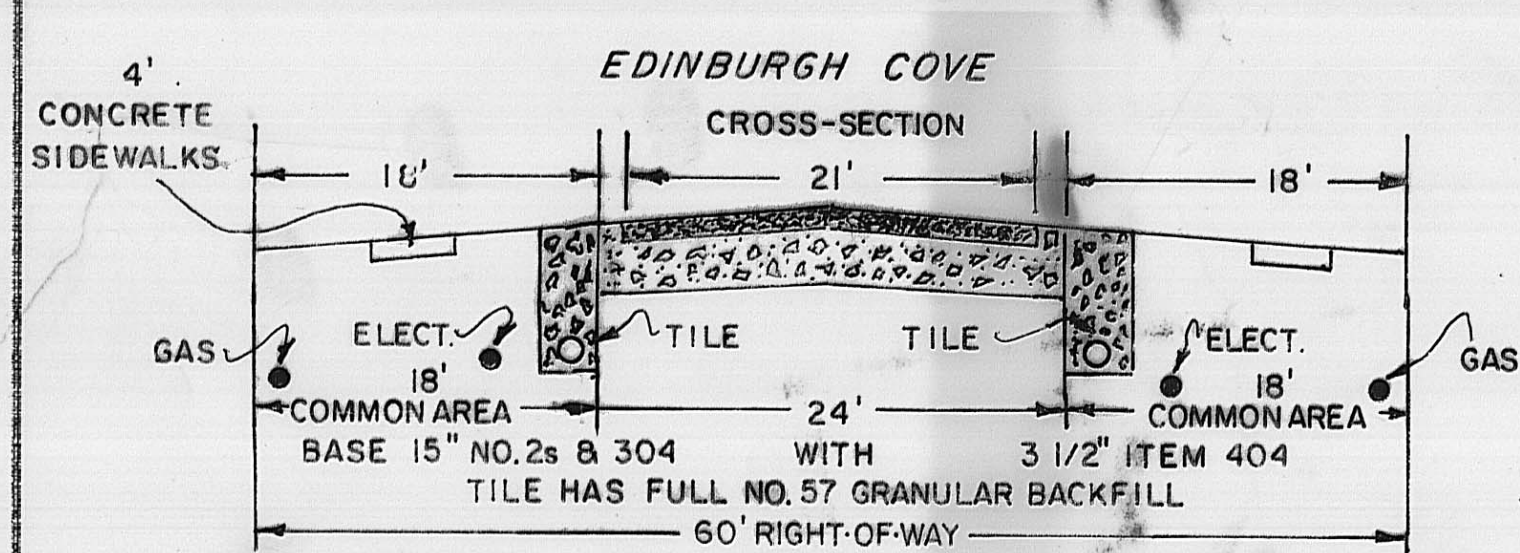 EDINBURGH COVE
4'
CONCRETE
SIDEWALKS
CROSS-SECTION
18' 21' 18'
GAS ELECT. TILE TILE ELECT. GAS
18' 18'
COMMON AREA 24' COMMON AREA
BASE 15" NO. 2s & 304 WITH 3 1/2" ITEM 404
TILE HAS FULL NO. 57 GRANULAR BACKFILL
60' RIGHT-OF-WAY